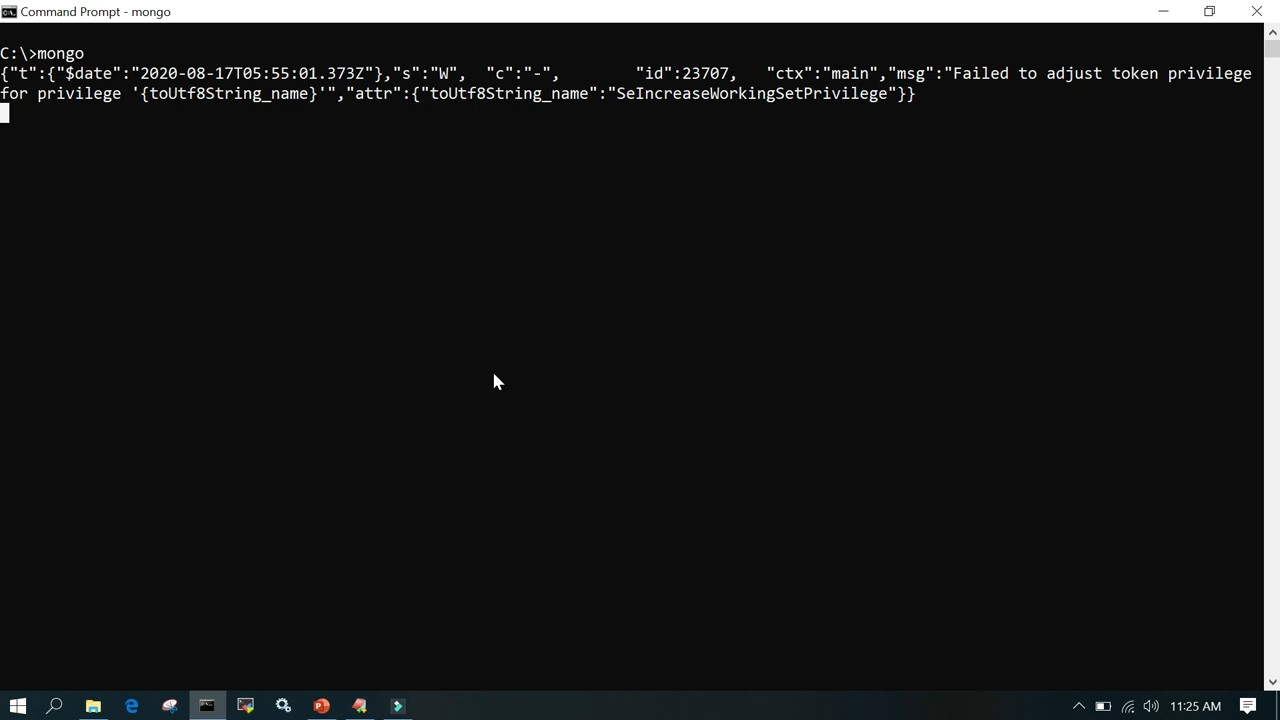 Command Prompt - mongo
C:\>mongo
{"t":{"$date":"2020-08-17T05:55:01.373Z"},"s":"W",  "c":"-",        "id":23707,   "ctx":"main","msg":"Failed to adjust token privilege
for privilege '{toUtf8String_name}'","attr":{"toUtf8String_name":"SeIncreaseWorkingSetPrivilege"}}
11:25 AM